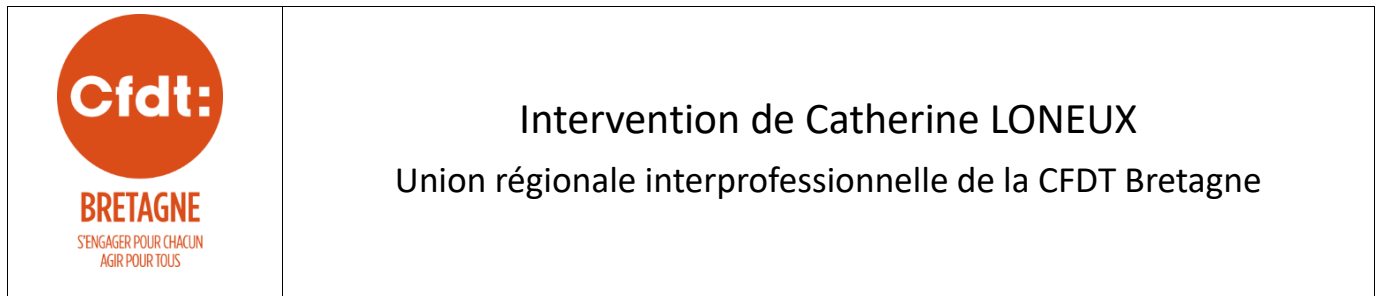 Cfdt:
BRETAGNE
S'ENGAGER POUR CHACUN
AGIR POUR TOUS
Intervention de Catherine LONEUX
Union régionale interprofessionnelle de la CFDT Bretagne